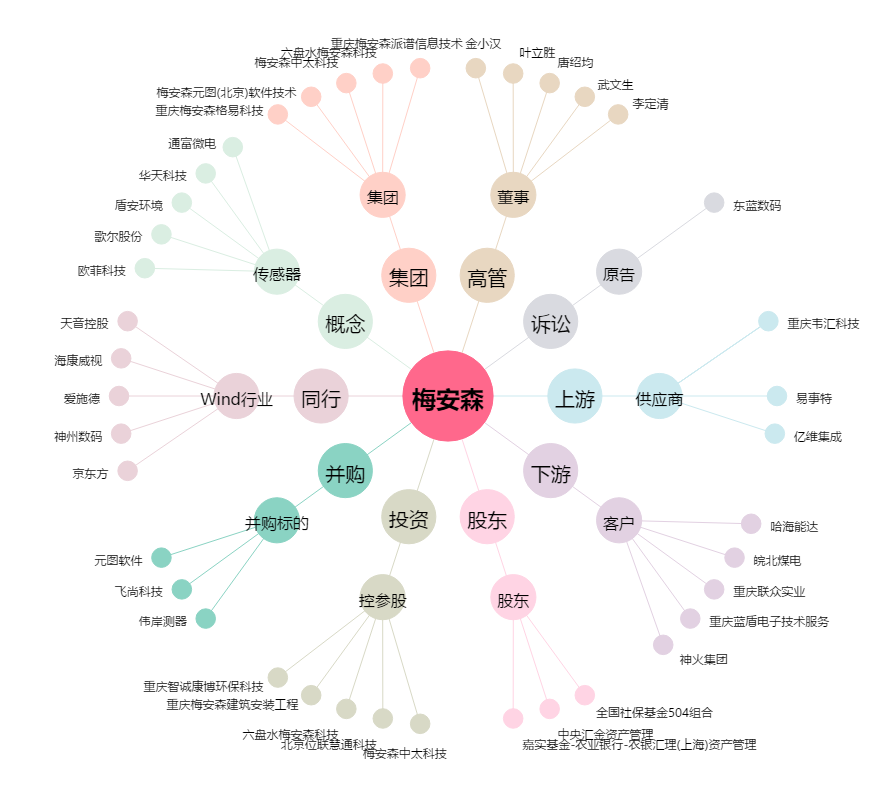 重庆梅安森派谱信息技术
金小汉
六盘水梅安森科技
叶立胜
梅安森中太科技
唐绍均
梅安森元图(北京)软件技术
武文生
重庆梅安森格易科技
李定清
通富微电
华天科技
集团
董事
盾安环境
东蓝数码
歌尔股份
欧菲科技
传感器
集团
高管
原告
天音控股
概念
诉讼
重庆韦汇科技
海康威视
爱施德
Wind行业
同行
梅安森
上游
供应商
易事特
神州数码
亿维集成
京东方
并购
下游
并购标的
投资
股东
客户
哈海能达
元图软件
皖北煤电
飞尚科技
控参股
股东
重庆联众实业
伟岸测器
重庆蓝盾电子技术服务
神火集团
重庆智诚康博环保科技
重庆梅安森建筑安装工程
全国社保基金504组合
六盘水梅安森科技
中央汇金资产管理
北京位联慧通科技
嘉实基金-农业银行-农银汇理(上海)资产管理
梅安森中太科技